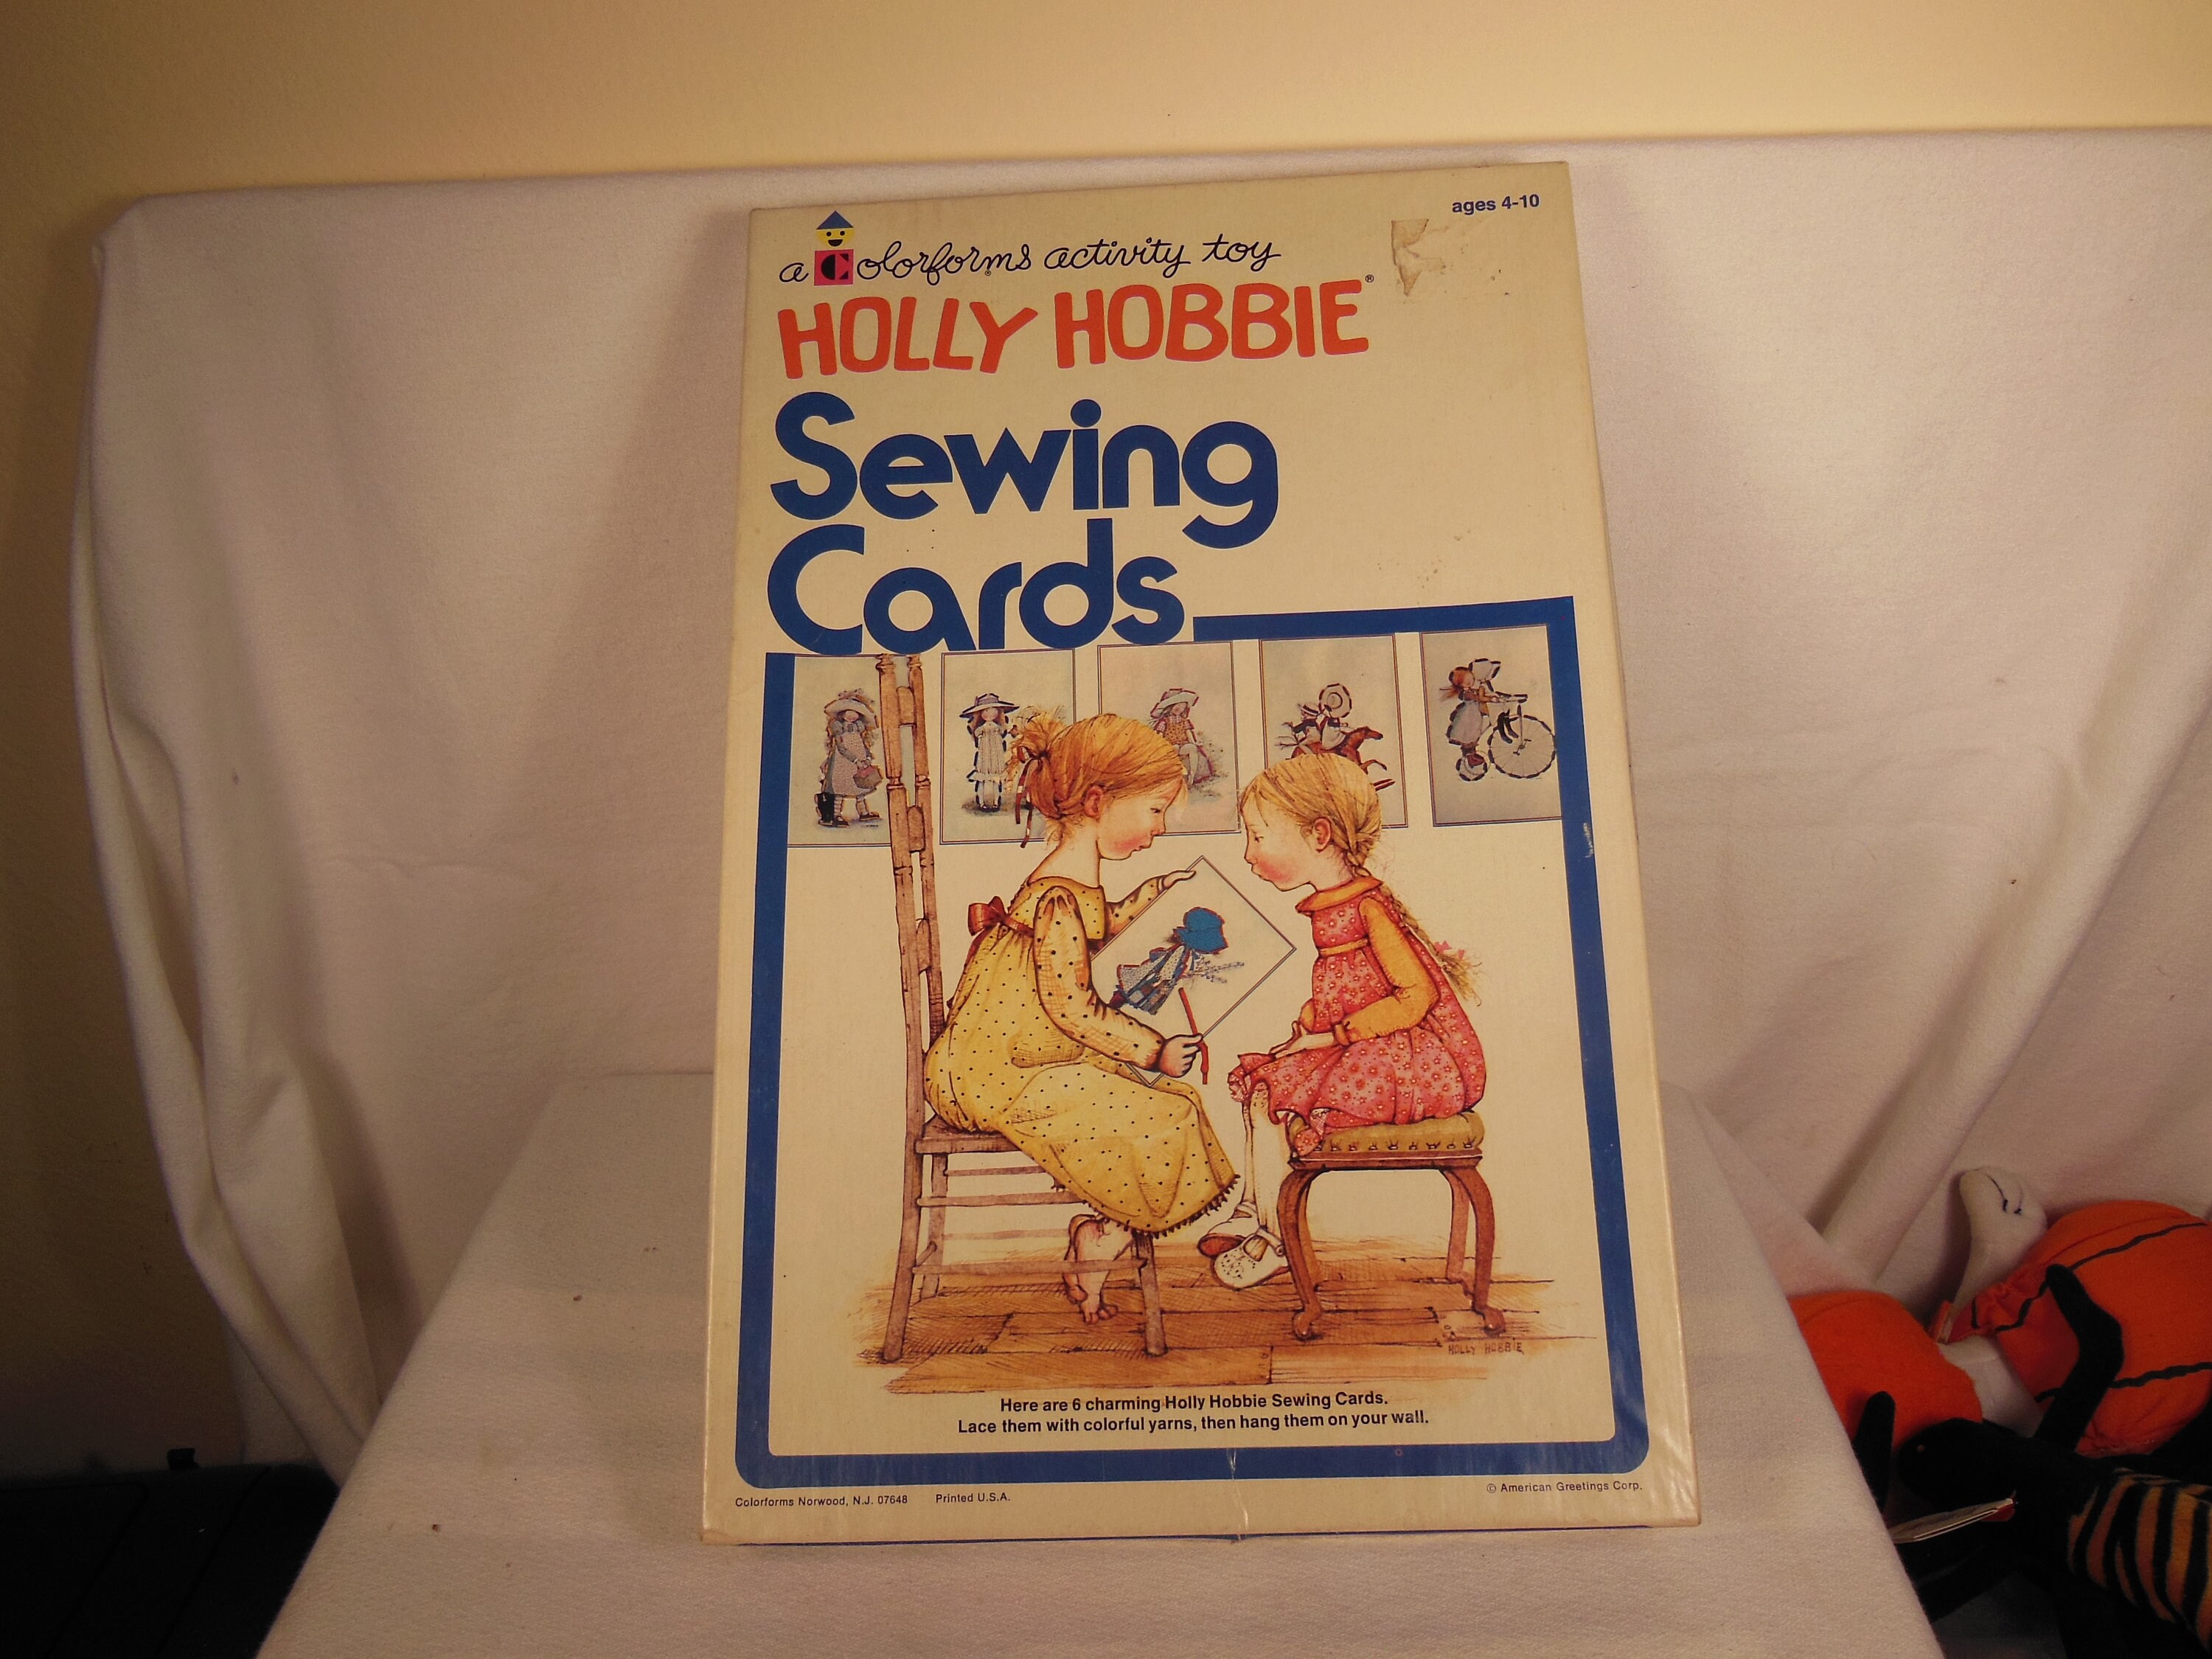 ages 4-10
a Colorforms® activity toy
HOLLY HOBBIE®
Sewing
Cards
HOLLY HOBBIE
Here are 6 charming Holly Hobbie Sewing Cards.
Lace them with colorful yarns, then hang them on your wall.
Colorforms Norwood, N.J. 07648 Printed U.S.A.
© American Greetings Corp.